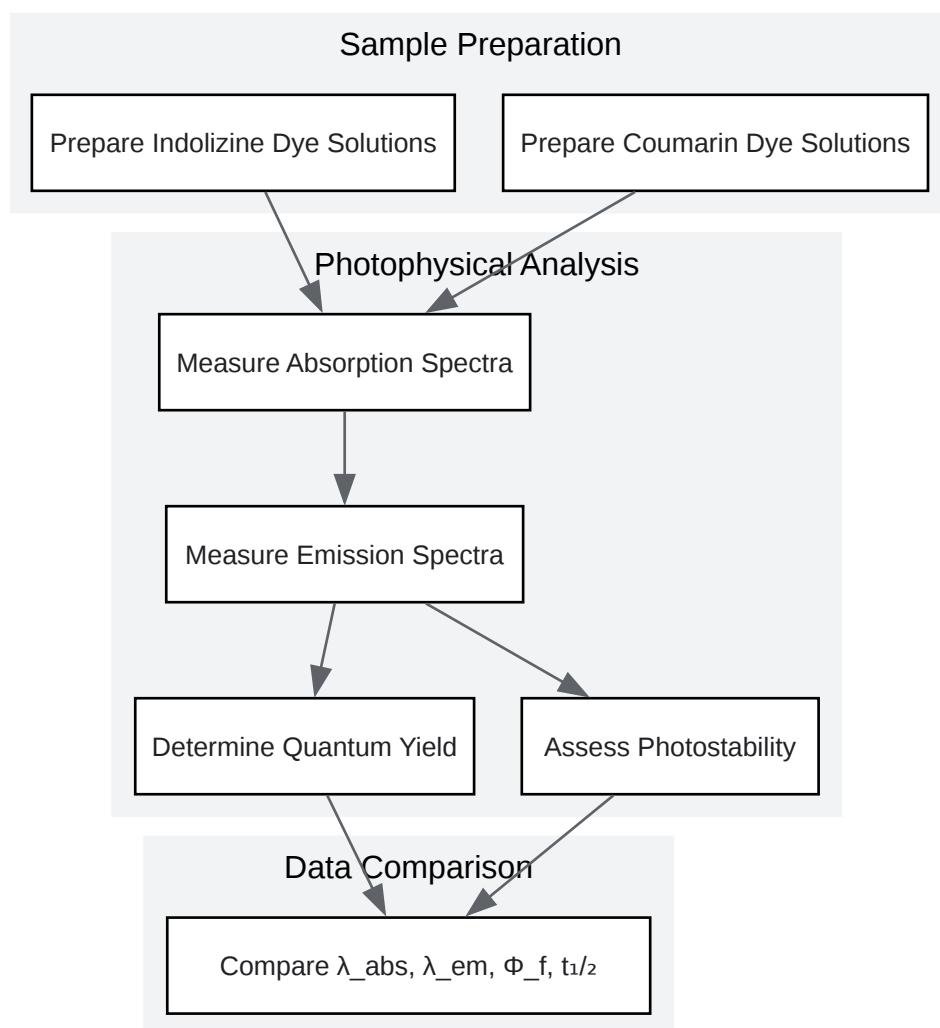 Sample Preparation
Prepare Indolizine Dye Solutions
Prepare Coumarin Dye Solutions
Photophysical Analysis
Measure Absorption Spectra
Measure Emission Spectra
Determine Quantum Yield
Assess Photostability
Data Comparison
Compare λ_abs, λ_em, Φ_f, t₁/₂